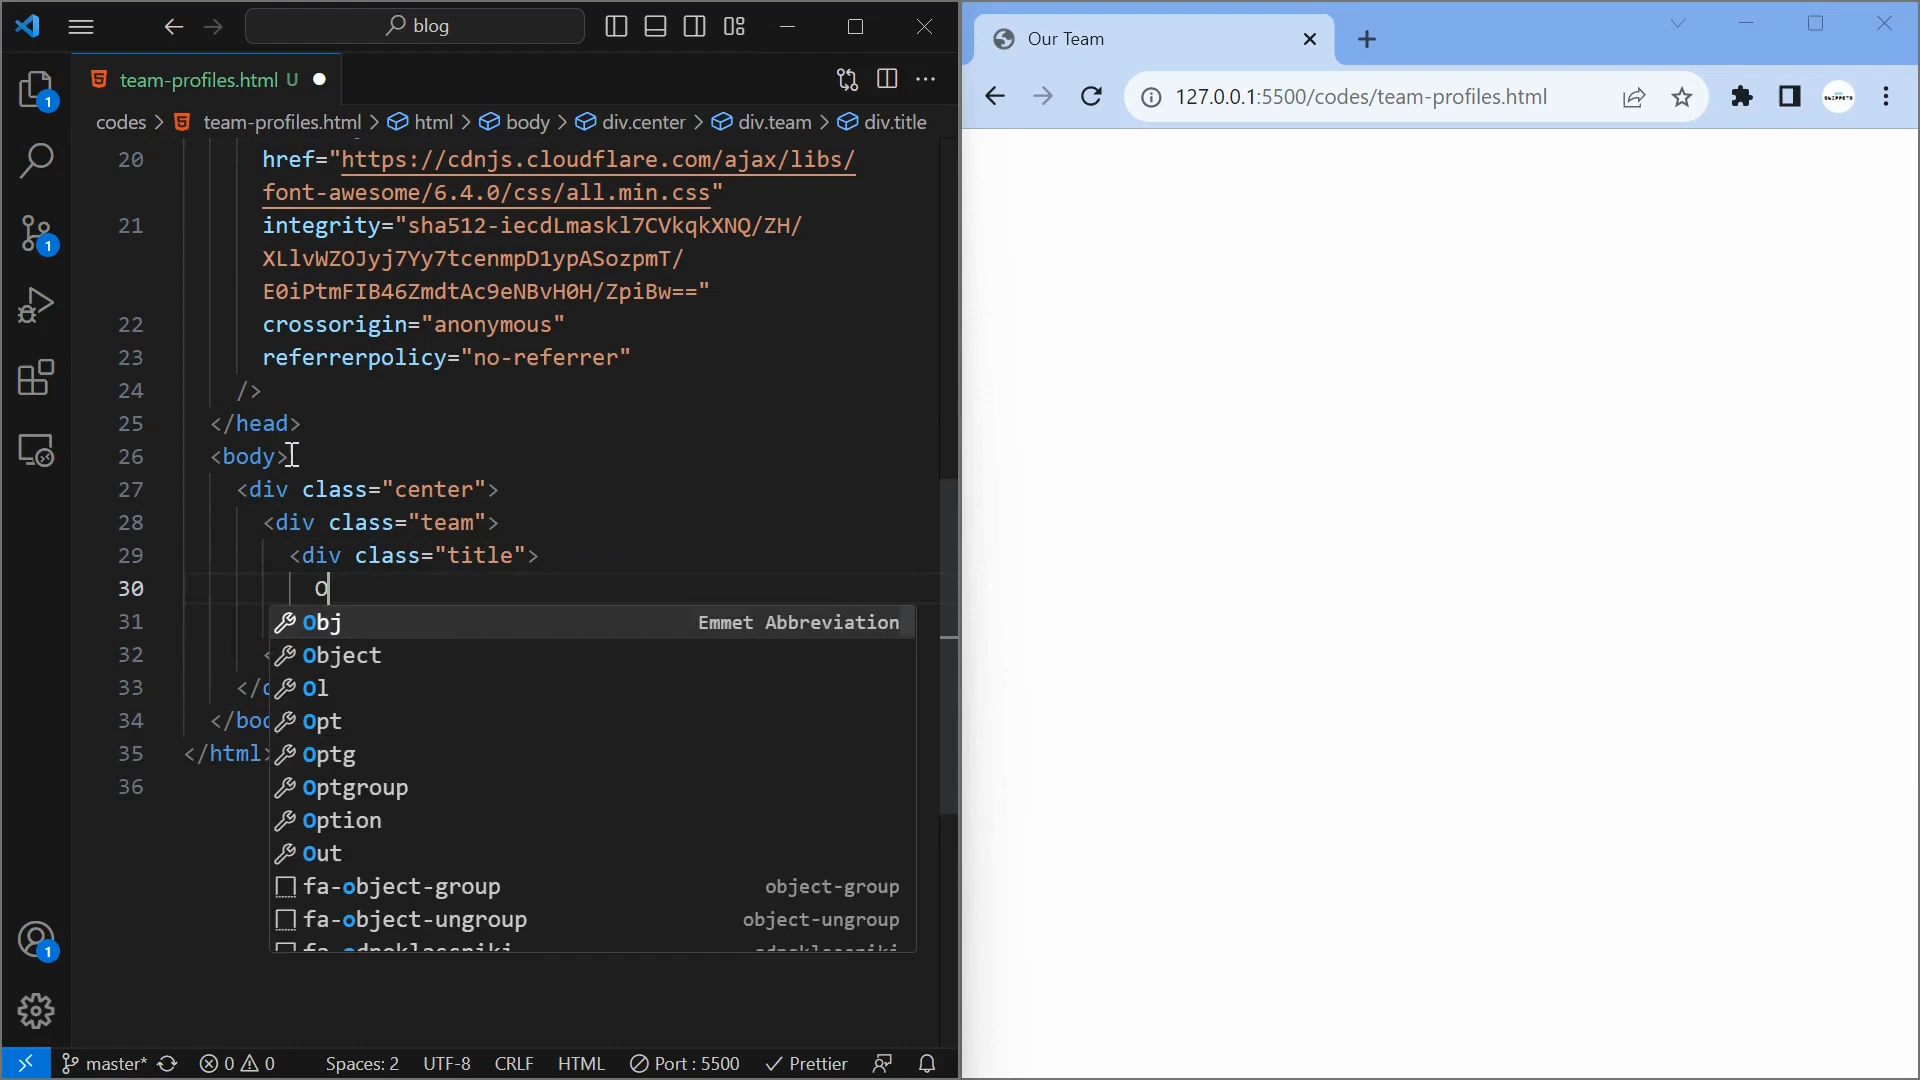 blog
Our Team
team-profiles.html U
127.0.0.1:5500/codes/team-profiles.html
codes > team-profiles.html > html > body > div.center > div.team > div.title
20 href="https://cdnjs.cloudflare.com/ajax/libs/
font-awesome/6.4.0/css/all.min.css"
21 integrity="sha512-iecdLmaskl7CVkqkXNQ/ZH/
XLlvWZOJyj7Yy7tcenmpD1ypASozpmT/
E0iPtmFIB46ZmdtAc9eNBvH0H/ZpiBw=="
22 crossorigin="anonymous"
23 referrerpolicy="no-referrer"
24 />
25 </head>
26 <body>
27 <div class="center">
28 <div class="team">
29 <div class="title">
30 O
31 Obj Emmet Abbreviation
32 < Object
33 </d Ol
34 </bod Opt
35 </html> Optg
36 Optgroup
Option
Out
fa-object-group object-group
fa-object-ungroup object-ungroup
1
1
1
master* 0 0 Spaces: 2 UTF-8 CRLF HTML Port : 5500 Prettier